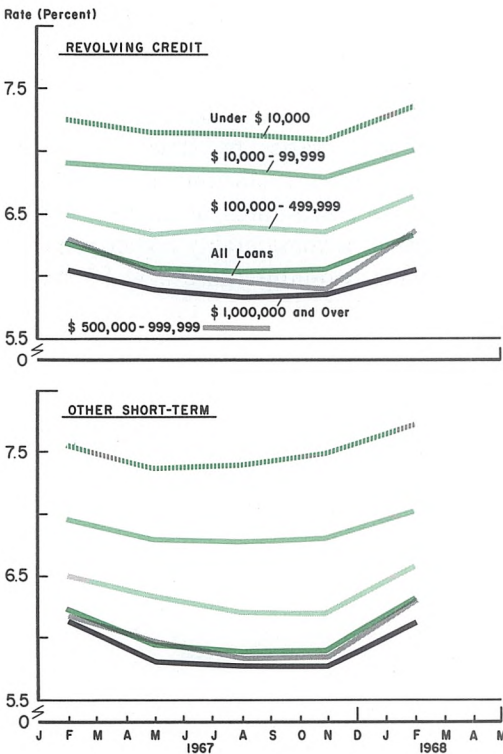 Rate (Percent)
REVOLVING CREDIT
7.5
Under $ 10,000
$ 10,000 - 99,999
6.5
$ 100,000 - 499,999
All Loans
$ 1,000,000 and Over
$ 500,000 - 999,999
5.5
0
OTHER SHORT-TERM
7.5
6.5
5.5
0
J F M A M J J A S O N D J F M A M
1967 1968